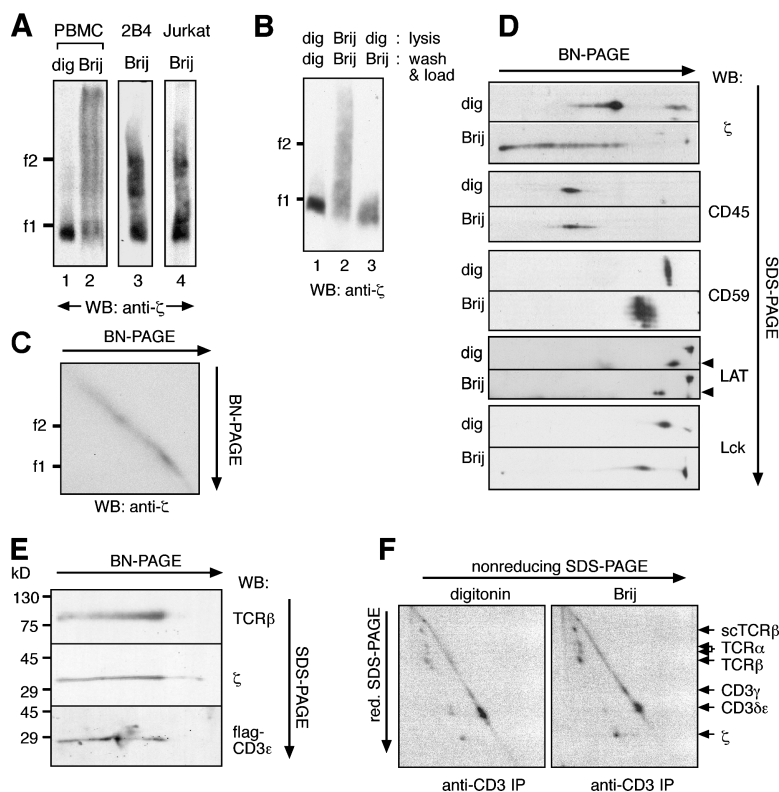 A
PBMC 2B4 Jurkat
dig Brij Brij Brij
f2
f1
1 2 3 4
WB: anti-ζ
B
dig Brij dig : lysis
dig Brij Brij : wash
& load
f2
f1
1 2 3
WB: anti-ζ
C
BN-PAGE
BN-PAGE
f2
f1
WB: anti-ζ
D
BN-PAGE
WB:
dig
Brij
ζ
dig
Brij
CD45
dig
Brij
CD59
dig
Brij
LAT
dig
Brij
Lck
SDS-PAGE
E
BN-PAGE
kD
WB:
130
75
TCRβ
45
29
ζ
45
29
flag-
CD3ε
SDS-PAGE
F
nonreducing SDS-PAGE
digitonin Brij
red. SDS-PAGE
scTCRβ
TCRα
TCRβ
CD3γ
CD3δε
ζ
anti-CD3 IP anti-CD3 IP